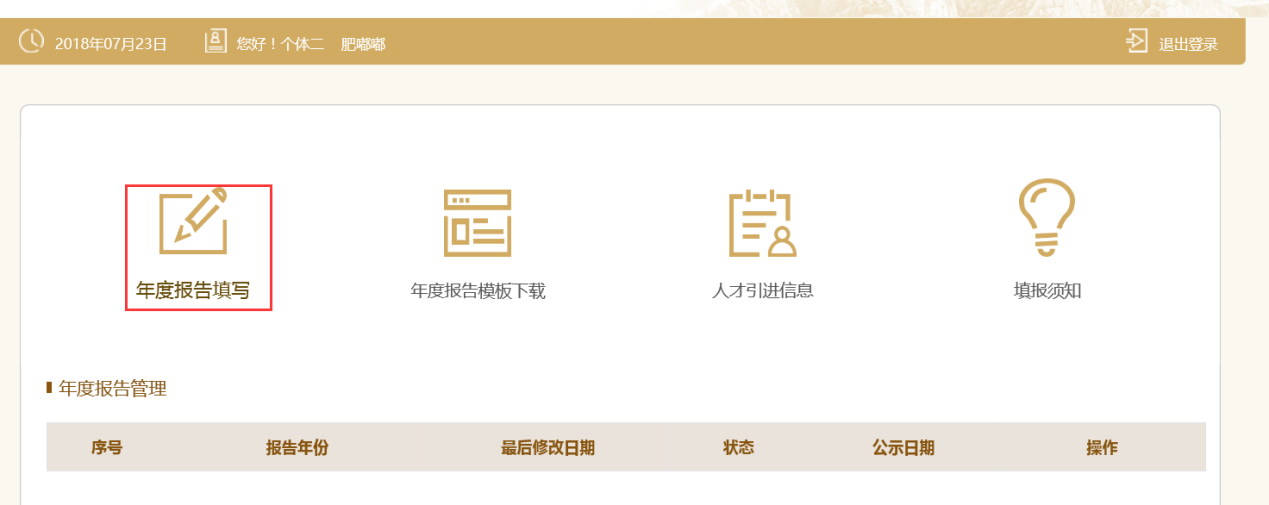 2018年07月23日 您好！个体二 肥嘟嘟 退出登录
年度报告填写 年度报告模板下载 人才引进信息 填报须知
年度报告管理
序号 报告年份 最后修改日期 状态 公示日期 操作